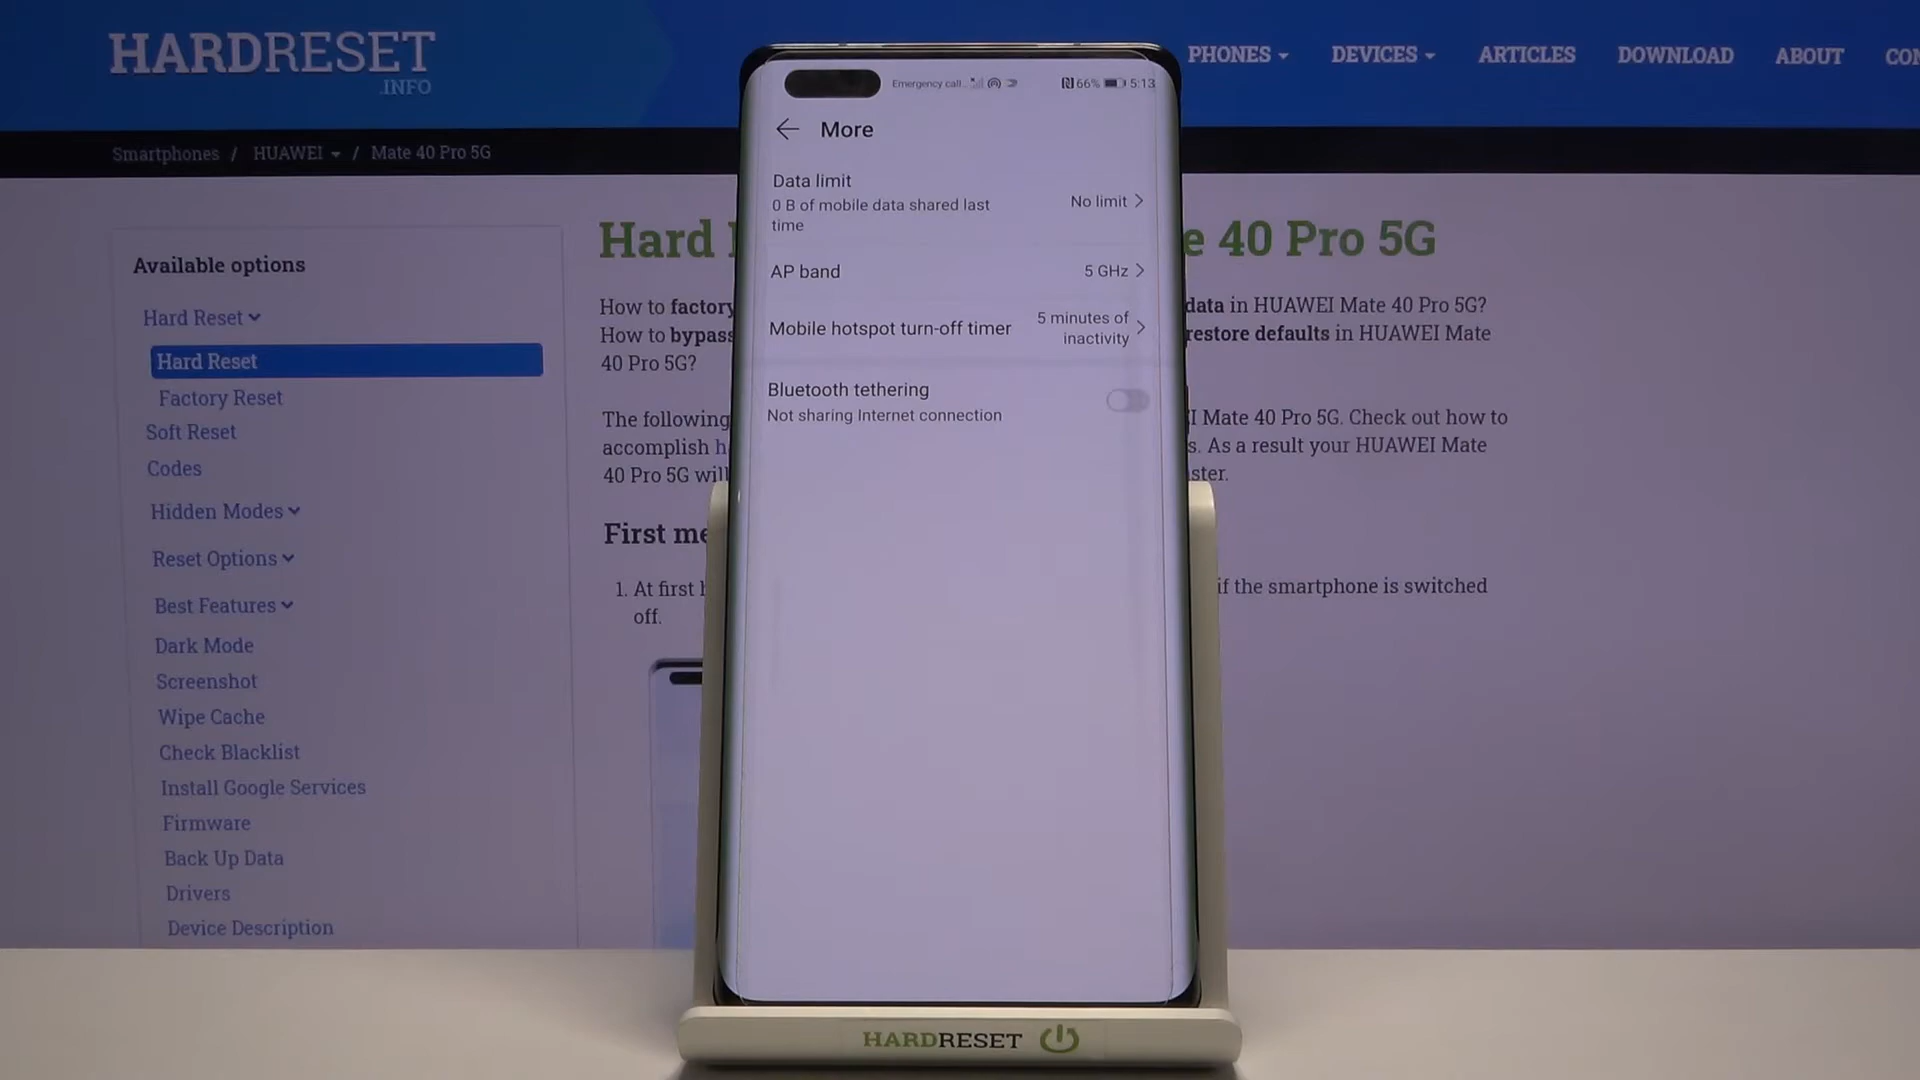 HARDRESET
.INFO
PHONES DEVICES ARTICLES DOWNLOAD ABOUT
Smartphones / HUAWEI / Mate 40 Pro 5G
Available options
Hard Reset
Hard Reset
Factory Reset
Soft Reset
Codes
Hidden Modes
Reset Options
Best Features
Dark Mode
Screenshot
Wipe Cache
Check Blacklist
Install Google Services
Firmware
Back Up Data
Drivers
Device Description
Hard
e 40 Pro 5G
How to factory
data in HUAWEI Mate 40 Pro 5G?
How to bypass
restore defaults in HUAWEI Mate
40 Pro 5G?
The following
I Mate 40 Pro 5G. Check out how to
accomplish h
s. As a result your HUAWEI Mate
40 Pro 5G will
ster.
First me
1. At first h
if the smartphone is switched
off.
Emergency call 66% 5:13
More
Data limit
0 B of mobile data shared last
time
No limit
AP band 5 GHz
Mobile hotspot turn-off timer
5 minutes of
inactivity
Bluetooth tethering
Not sharing Internet connection
HARDRESET